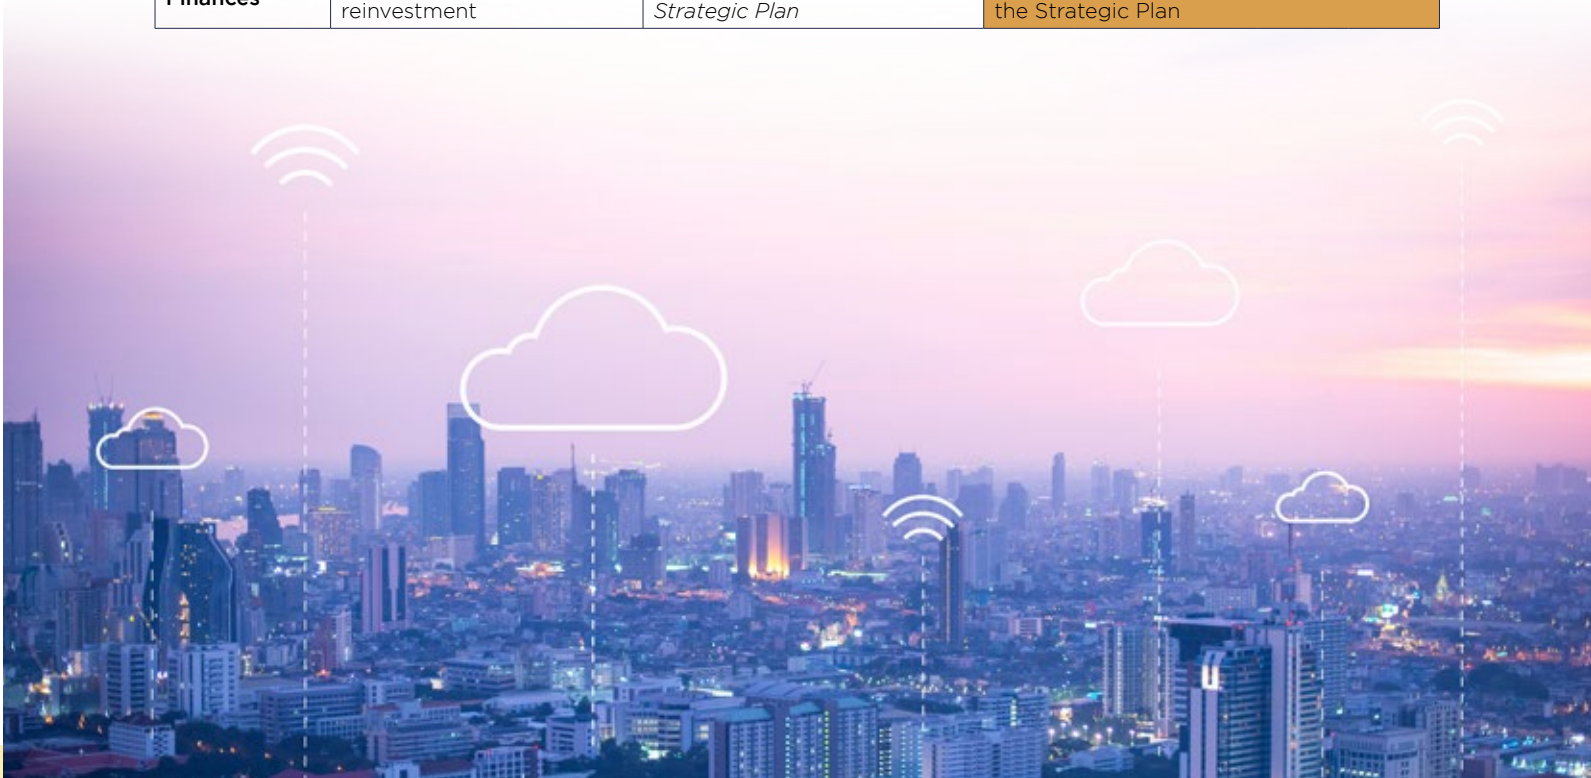 Finances
reinvestment
Strategic Plan
the Strategic Plan